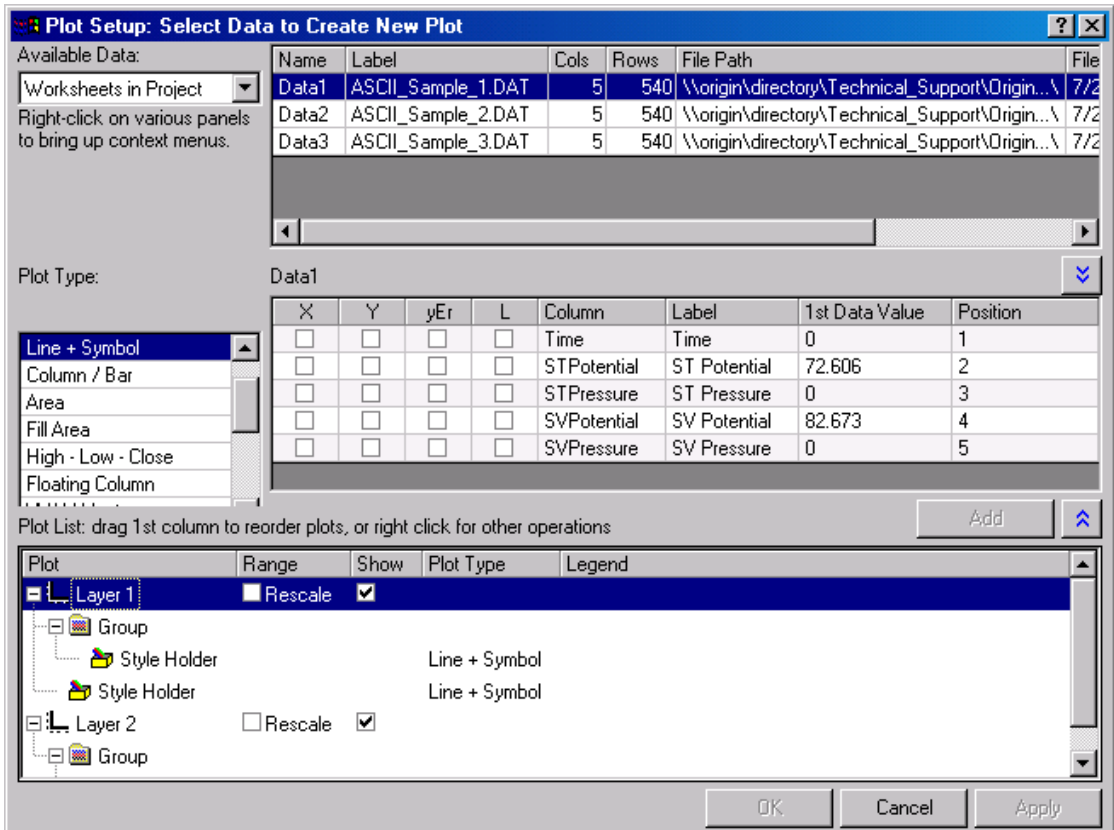 Plot Setup: Select Data to Create New Plot
Available Data:
Worksheets in Project
Right-click on various panels
to bring up context menus.
Name Label Cols Rows File Path File
Data1 ASCII_Sample_1.DAT 5 540 \\origin\directory\Technical_Support\Origin...\ 7/2
Data2 ASCII_Sample_2.DAT 5 540 \\origin\directory\Technical_Support\Origin...\ 7/2
Data3 ASCII_Sample_3.DAT 5 540 \\origin\directory\Technical_Support\Origin...\ 7/2
Plot Type:
Data1
Line + Symbol
Column / Bar
Area
Fill Area
High - Low - Close
Floating Column
X Y yEr L Column Label 1st Data Value Position
Time Time 0 1
STPotential ST Potential 72.606 2
STPressure ST Pressure 0 3
SVPotential SV Potential 82.673 4
SVPressure SV Pressure 0 5
Add
Plot List: drag 1st column to reorder plots, or right click for other operations
Plot Range Show Plot Type Legend
Layer 1 Rescale
Group
Style Holder Line + Symbol
Style Holder Line + Symbol
Layer 2 Rescale
Group
OK Cancel Apply